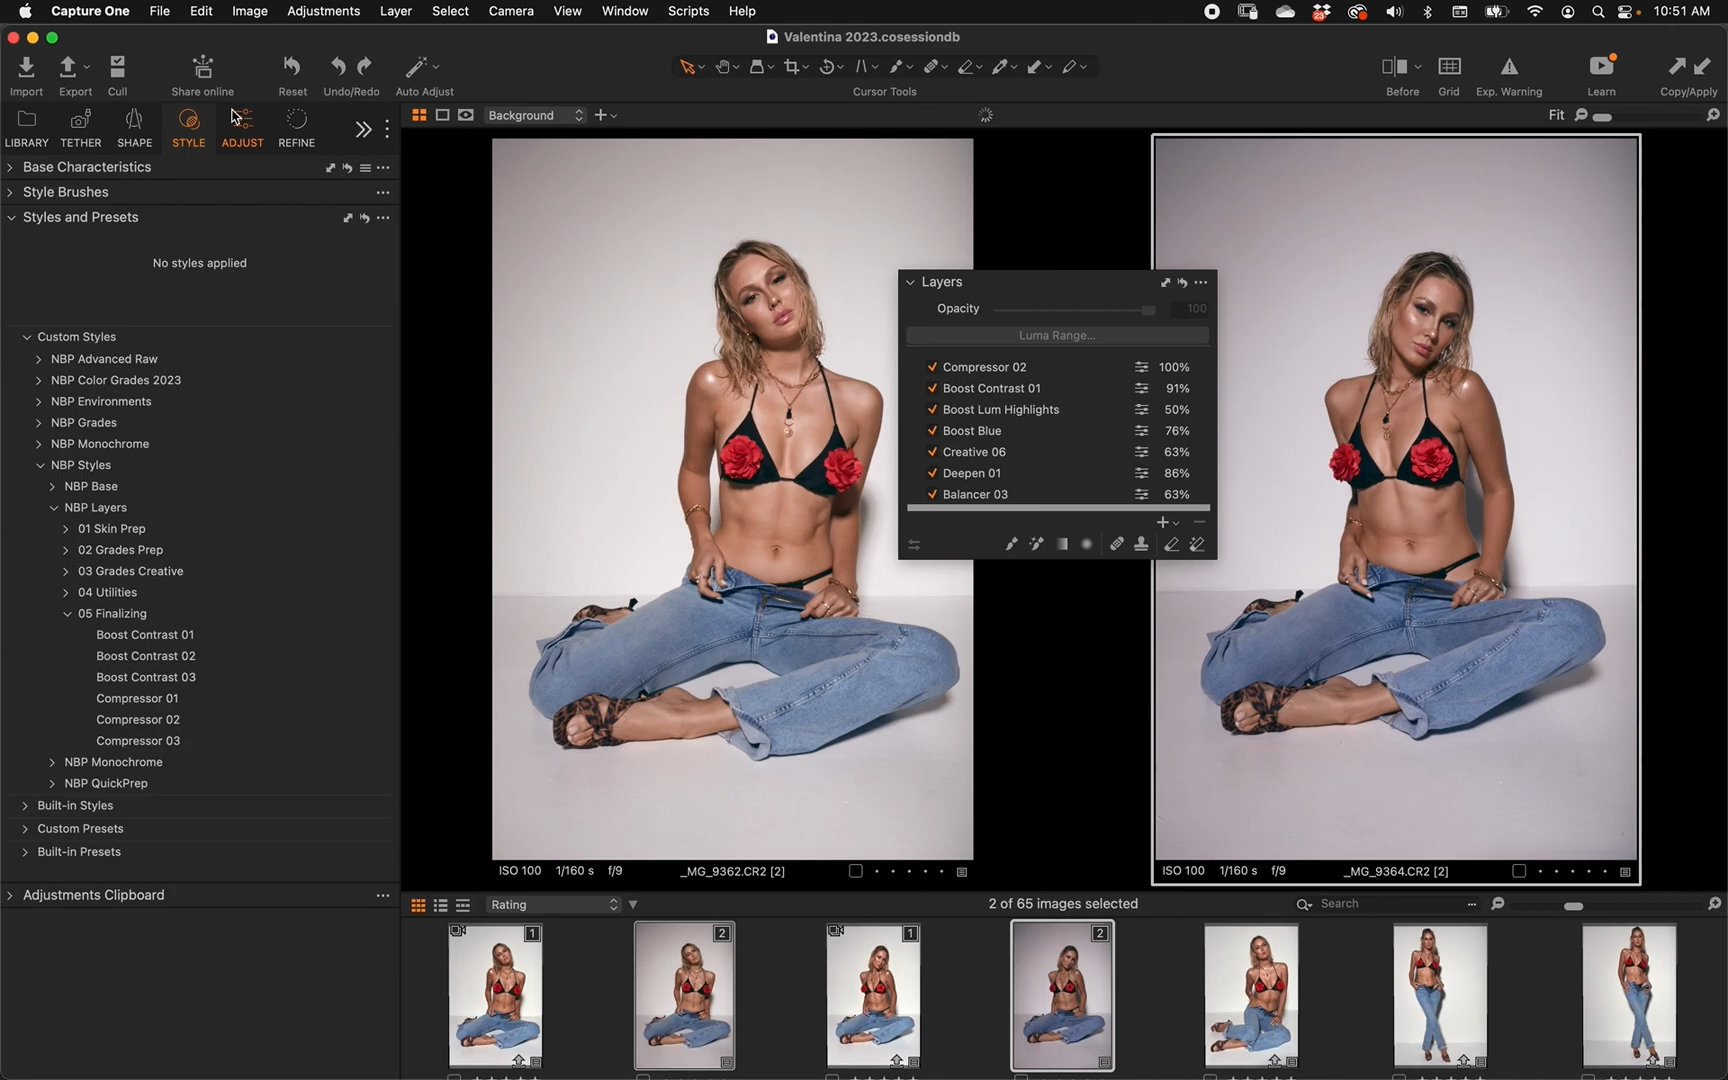 Capture One File Edit Image Adjustments Layer Select Camera View Window Scripts Help 23 10:51 AM
Valentina 2023.cosessiondb
Import Export Cull Share online Reset Undo/Redo Auto Adjust Cursor Tools Before Grid Exp. Warning Learn Copy/Apply
LIBRARY TETHER SHAPE STYLE ADJUST REFINE
Background Fit
Base Characteristics
Style Brushes
Styles and Presets
No styles applied
Custom Styles
NBP Advanced Raw
NBP Color Grades 2023
NBP Environments
NBP Grades
NBP Monochrome
NBP Styles
NBP Base
NBP Layers
01 Skin Prep
02 Grades Prep
03 Grades Creative
04 Utilities
05 Finalizing
Boost Contrast 01
Boost Contrast 02
Boost Contrast 03
Compressor 01
Compressor 02
Compressor 03
NBP Monochrome
NBP QuickPrep
Built-in Styles
Custom Presets
Built-in Presets
Adjustments Clipboard
Layers
Opacity 100
Luma Range...
Compressor 02 100%
Boost Contrast 01 91%
Boost Lum Highlights 50%
Boost Blue 76%
Creative 06 63%
Deepen 01 86%
Balancer 03 63%
ISO 100 1/160 s f/9 _MG_9362.CR2 [2]
ISO 100 1/160 s f/9 _MG_9364.CR2 [2]
Rating 2 of 65 images selected Search
1 2 1 2